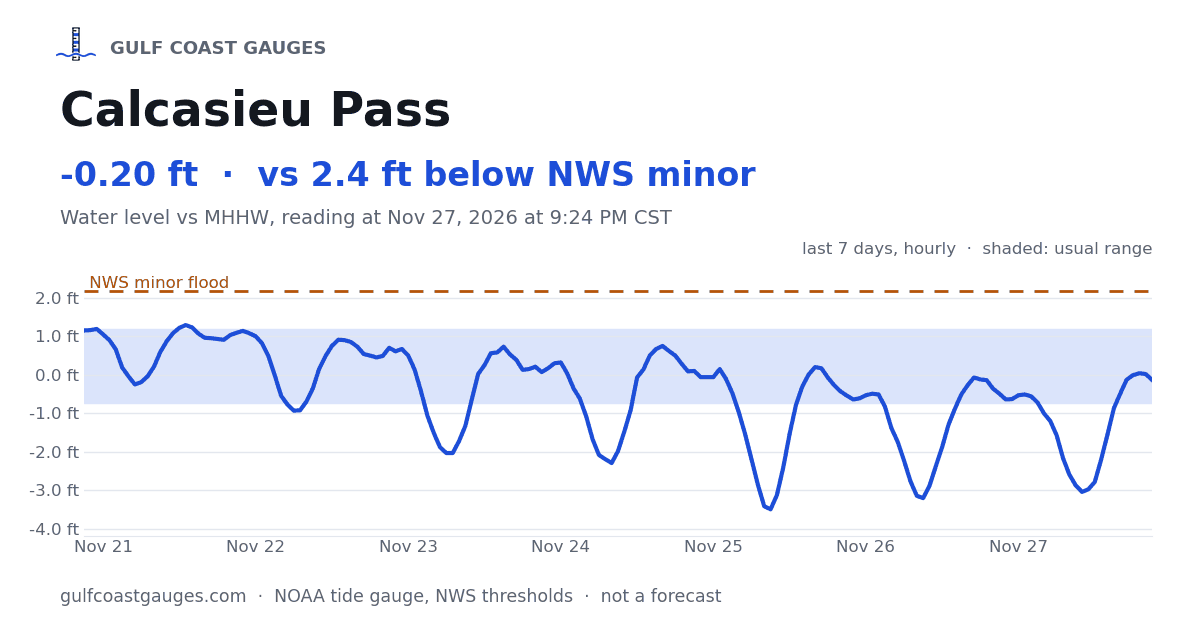 GULF COAST GAUGES
Calcasieu Pass
-0.20 ft · vs 2.4 ft below NWS minor
Water level vs MHHW, reading at Nov 27, 2026 at 9:24 PM CST
last 7 days, hourly · shaded: usual range
NWS minor flood
2.0 ft
1.0 ft
0.0 ft
-1.0 ft
-2.0 ft
-3.0 ft
-4.0 ft
Nov 21 Nov 22 Nov 23 Nov 24 Nov 25 Nov 26 Nov 27
gulfcoastgauges.com · NOAA tide gauge, NWS thresholds · not a forecast